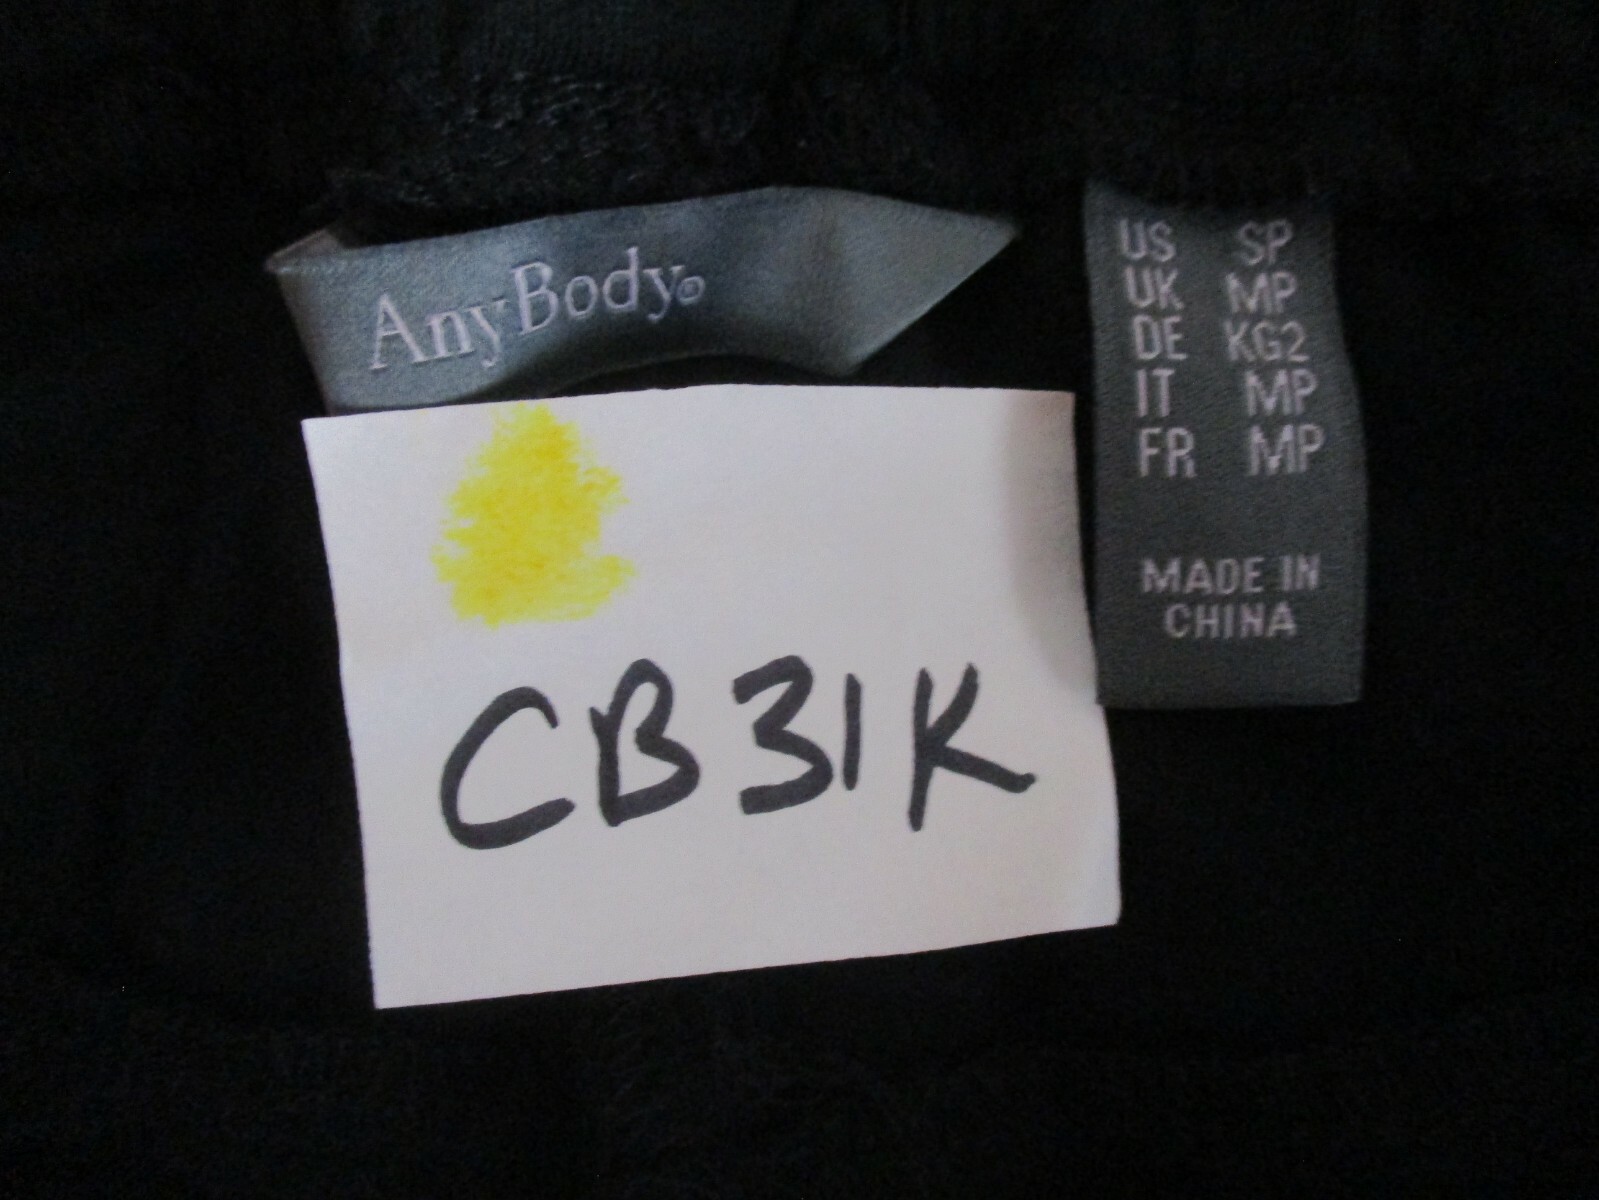 AnyBody®
US SP
UK MP
DE KG2
IT MP
FR MP
MADE IN
CHINA
CB31K